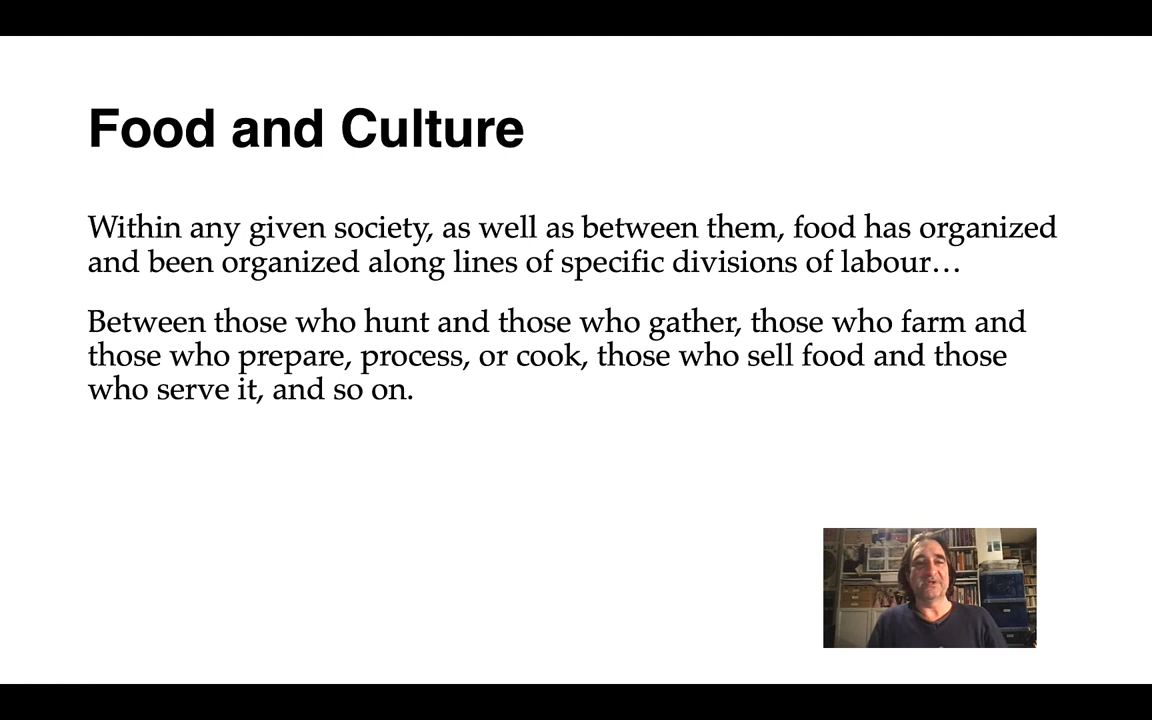 Food and Culture
Within any given society, as well as between them, food has organized
and been organized along lines of specific divisions of labour…
Between those who hunt and those who gather, those who farm and
those who prepare, process, or cook, those who sell food and those
who serve it, and so on.